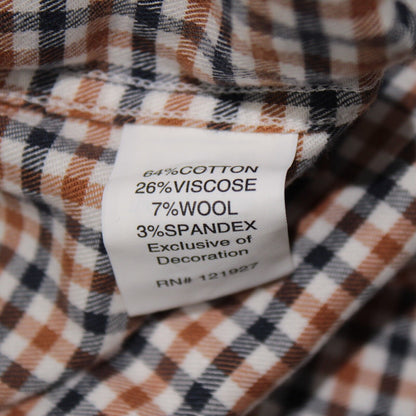 64%COTTON
26%VISCOSE
7%WOOL
3%SPANDEX
Exclusive of
Decoration
RN# 121927